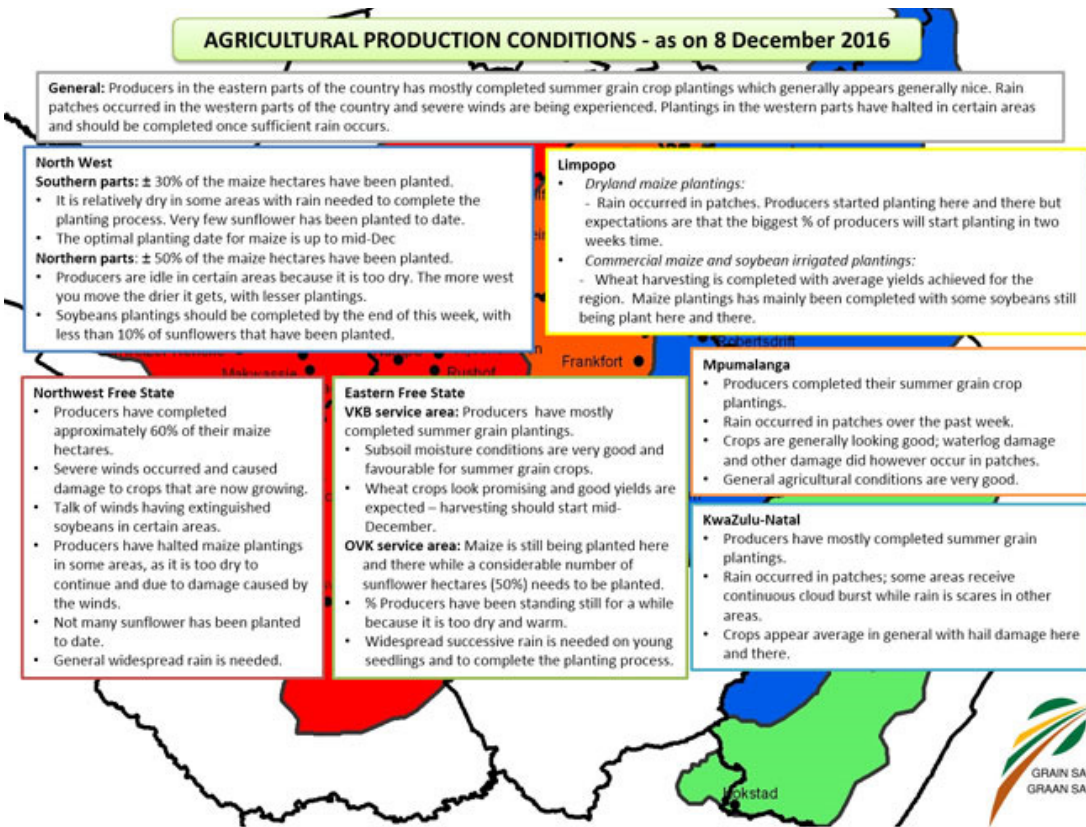 AGRICULTURAL PRODUCTION CONDITIONS - as on 8 December 2016
General: Producers in the eastern parts of the country has mostly completed summer grain crop plantings which generally appears generally nice. Rain
patches occurred in the western parts of the country and severe winds are being experienced. Plantings in the western parts have halted in certain areas
and should be completed once sufficient rain occurs.
North West
Southern parts: ± 30% of the maize hectares have been planted.
• It is relatively dry in some areas with rain needed to complete the
planting process. Very few sunflower has been planted to date.
• The optimal planting date for maize is up to mid-Dec
Northern parts: ± 50% of the maize hectares have been planted.
• Producers are idle in certain areas because it is too dry. The more west
you move the drier it gets, with lesser plantings.
• Soybeans plantings should be completed by the end of this week, with
less than 10% of sunflowers that have been planted.
Limpopo
• Dryland maize plantings:
- Rain occurred in patches. Producers started planting here and there but
expectations are that the biggest % of producers will start planting in two
weeks time.
• Commercial maize and soybean irrigated plantings:
- Wheat harvesting is completed with average yields achieved for the
region. Maize plantings has mainly been completed with some soybeans still
being plant here and there.
Robertsdrift
Frankfort
Makwassie
Rushof
Northwest Free State
• Producers have completed
approximately 60% of their maize
hectares.
• Severe winds occurred and caused
damage to crops that are now growing.
• Talk of winds having extinguished
soybeans in certain areas.
• Producers have halted maize plantings
in some areas, as it is too dry to
continue and due to damage caused by
the winds.
• Not many sunflower has been planted
to date.
• General widespread rain is needed.
Eastern Free State
VKB service area: Producers have mostly
completed summer grain plantings.
• Subsoil moisture conditions are very good and
favourable for summer grain crops.
• Wheat crops look promising and good yields are
expected – harvesting should start mid-
December.
OVK service area: Maize is still being planted here
and there while a considerable number of
sunflower hectares (50%) needs to be planted.
• % Producers have been standing still for a while
because it is too dry and warm.
• Widespread successive rain is needed on young
seedlings and to complete the planting process.
Mpumalanga
• Producers completed their summer grain crop
plantings.
• Rain occurred in patches over the past week.
• Crops are generally looking good; waterlog damage
and other damage did however occur in patches.
• General agricultural conditions are very good.
KwaZulu-Natal
• Producers have mostly completed summer grain
plantings.
• Rain occurred in patches; some areas receive
continuous cloud burst while rain is scares in other
areas.
• Crops appear average in general with hail damage here
and there.
Kokstad
GRAIN SA
GRAAN SA